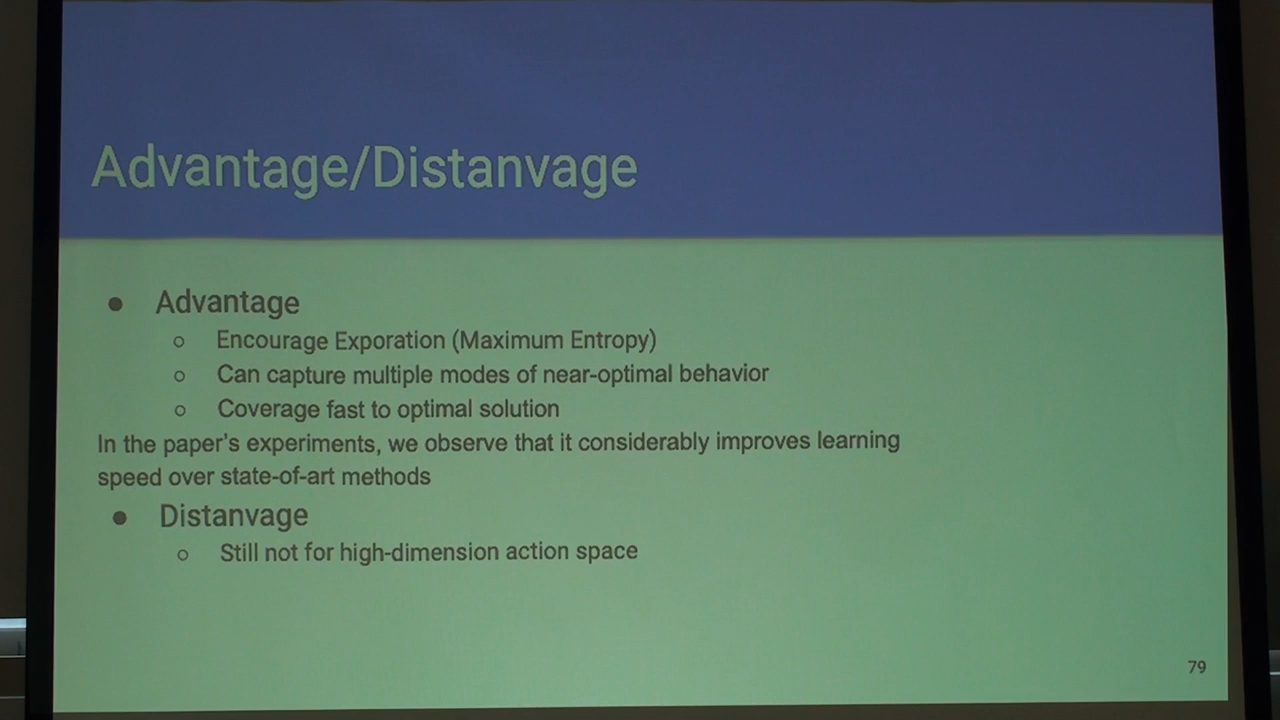 Advantage/Distanvage
● Advantage
○ Encourage Exporation (Maximum Entropy)
○ Can capture multiple modes of near-optimal behavior
○ Coverage fast to optimal solution
In the paper's experiments, we observe that it considerably improves learning
speed over state-of-art methods
● Distanvage
○ Still not for high-dimension action space
79